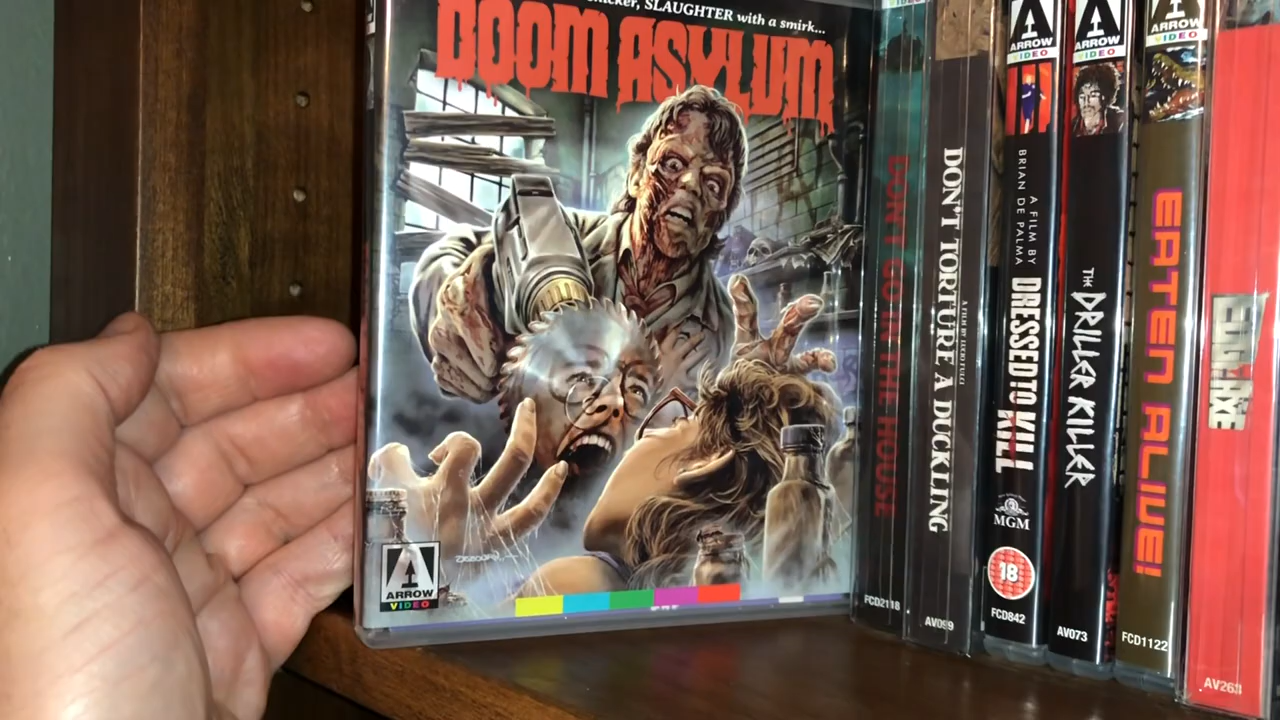 SLAUGHTER with a smirk...
DOOM ASYLUM
ARROW
VIDEO
DON'T GO IN THE HOUSE
FCD2118
DON'T TORTURE A DUCKLING
A FILM BY LUCIO FULCI
AV099
ARROW
VIDEO
A FILM BY
BRIAN DE PALMA
DRESSED TO KILL
MGM
18
FCD842
ARROW
VIDEO
THE DRILLER KILLER
AV073
ARROW
VIDEO
EATEN ALIVE!
FCD1122